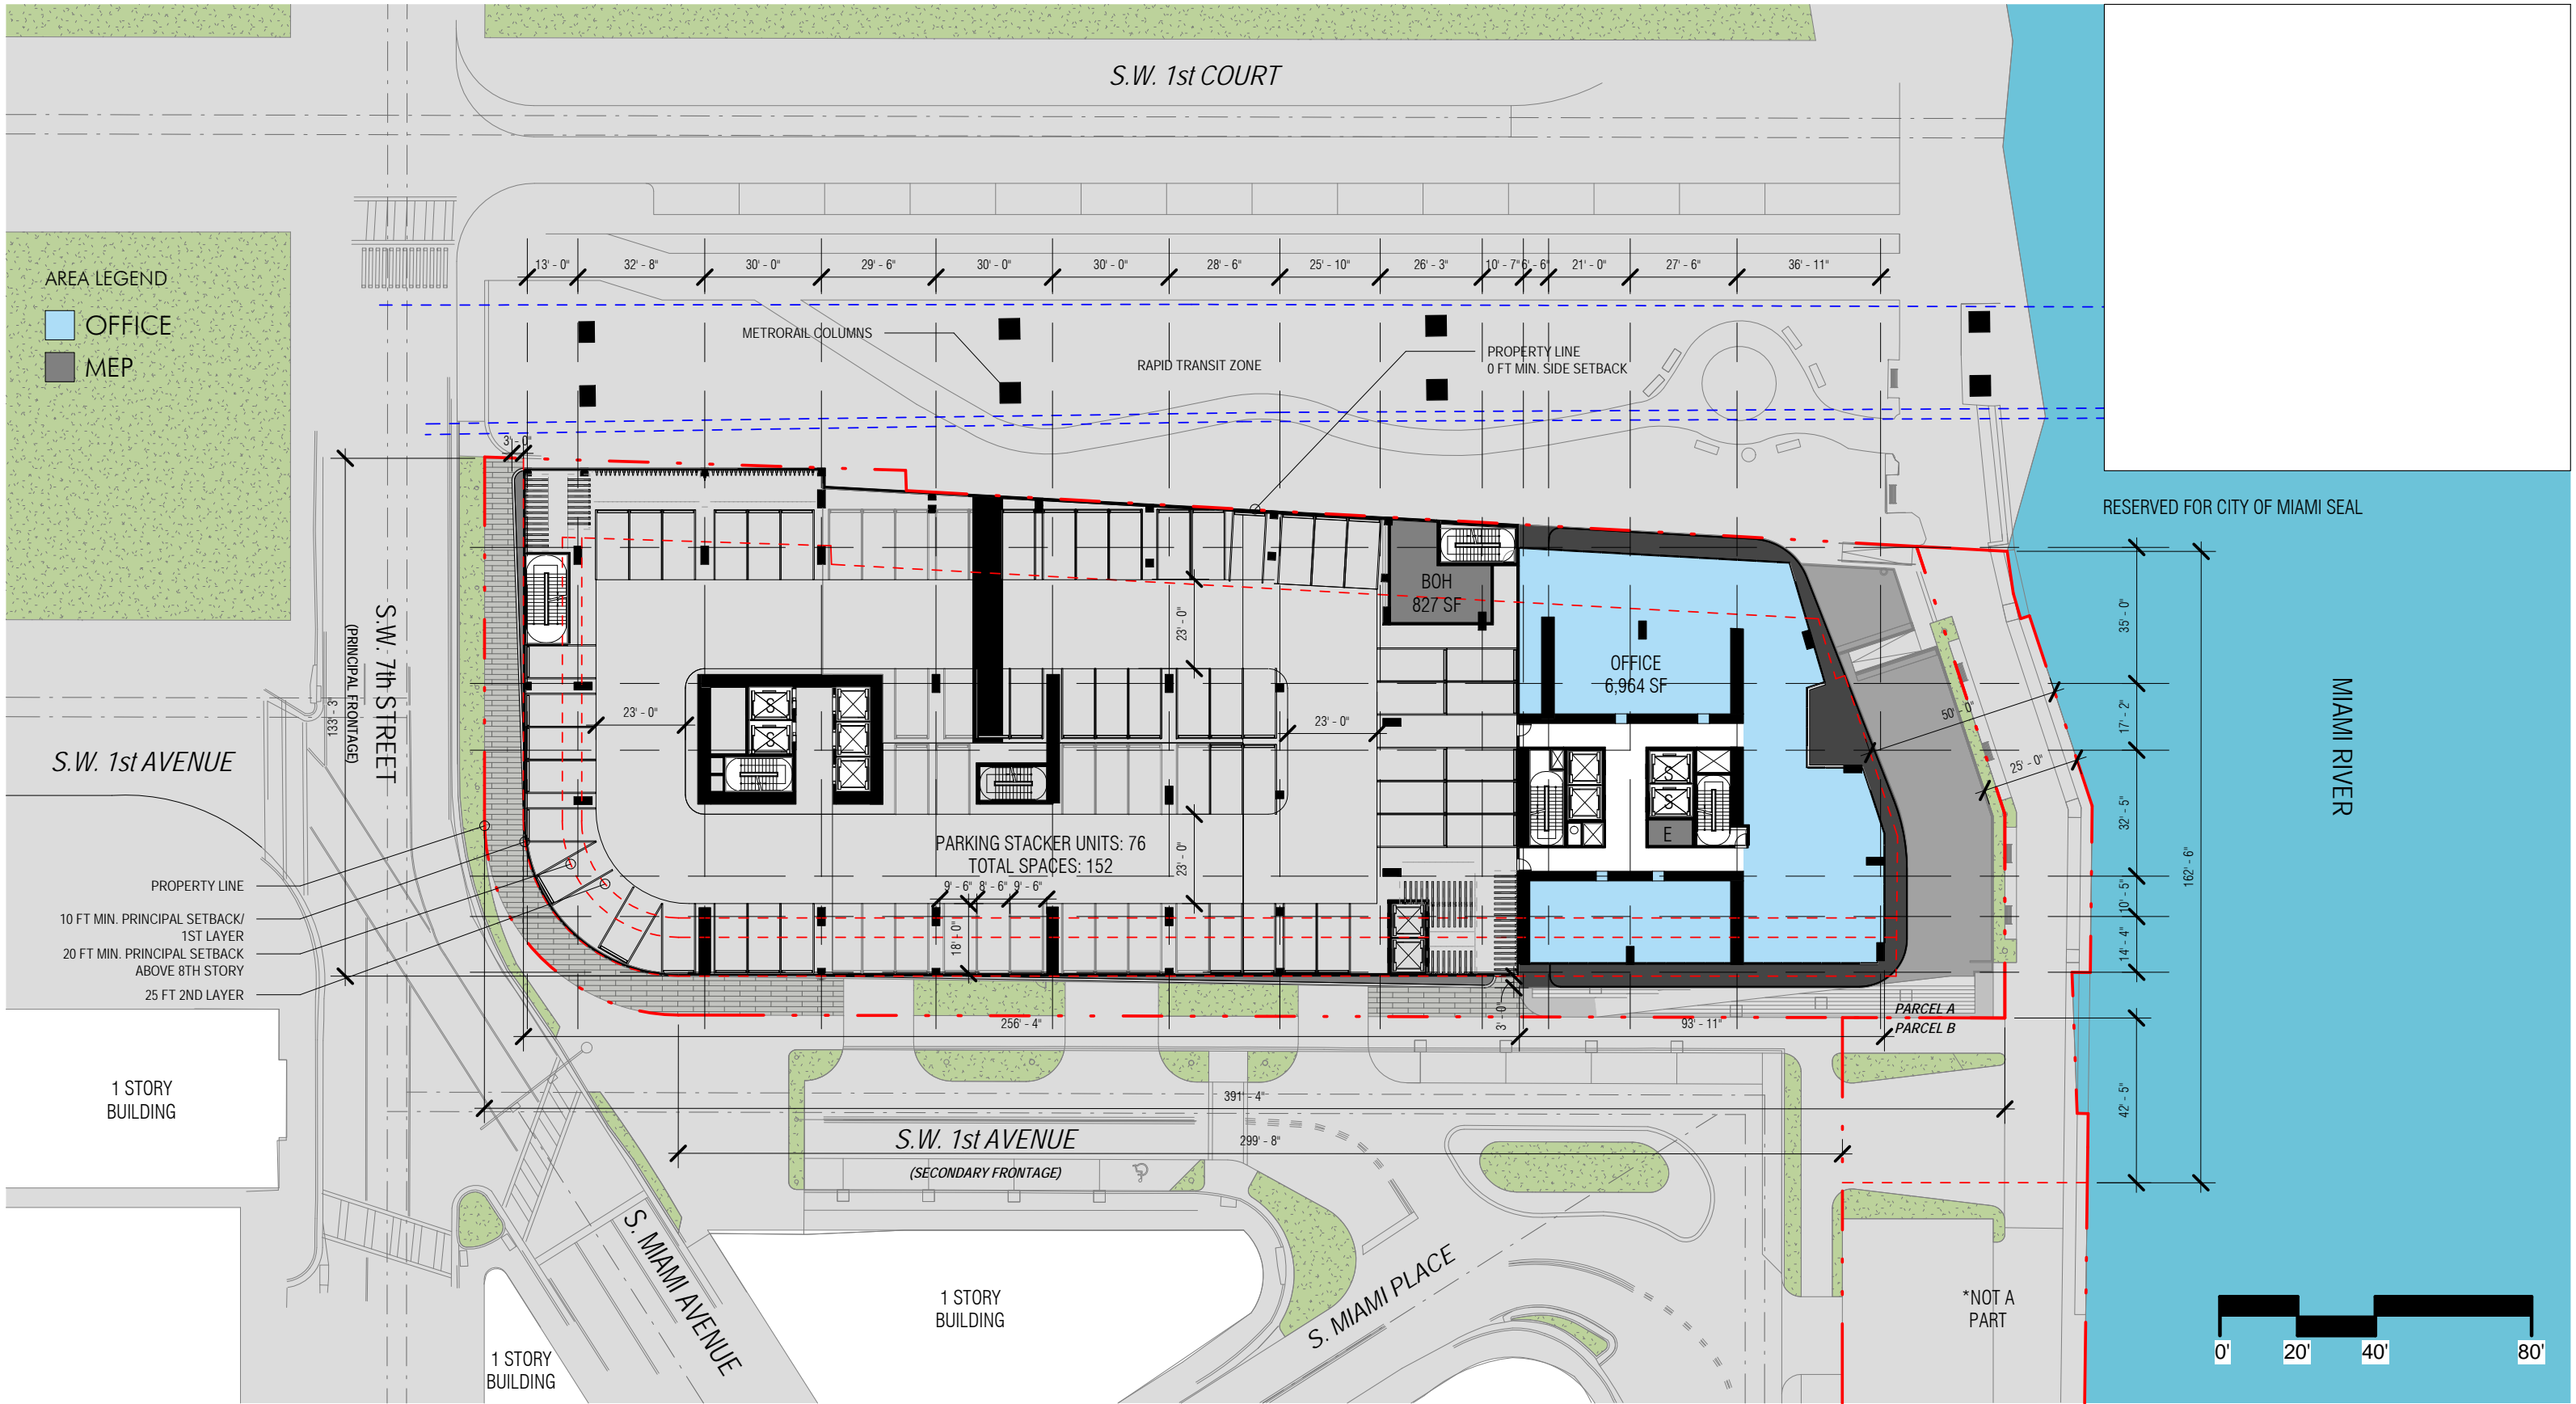 S.W. 1st COURT
AREA LEGEND
OFFICE
MEP
13' - 0"
32' - 8"
30' - 0"
29' - 6"
30' - 0"
30' - 0"
28' - 6"
25' - 10"
26' - 3"
10' - 7"
6' - 6"
21' - 0"
27' - 6"
36' - 11"
METRORAIL COLUMNS
RAPID TRANSIT ZONE
PROPERTY LINE
0 FT MIN. SIDE SETBACK
3' - 0"
RESERVED FOR CITY OF MIAMI SEAL
BOH
827 SF
OFFICE
6,964 SF
23' - 0"
23' - 0"
23' - 0"
23' - 0"
S
S
S
S
E
133' - 3"
(PRINCIPAL FRONTAGE)
S.W. 7th STREET
S.W. 1st AVENUE
PARKING STACKER UNITS: 76
TOTAL SPACES: 152
9' - 6"
8' - 6"
9' - 6"
18' - 0"
PROPERTY LINE
10 FT MIN. PRINCIPAL SETBACK/
1ST LAYER
20 FT MIN. PRINCIPAL SETBACK
ABOVE 8TH STORY
25 FT 2ND LAYER
50' - 0"
25' - 0"
35' - 0"
17' - 2"
32' - 5"
10' - 5"
14' - 4"
42' - 5"
162' - 6"
MIAMI RIVER
256' - 4"
3' - 0"
93' - 11"
PARCEL A
PARCEL B
391' - 4"
299' - 8"
S.W. 1st AVENUE
(SECONDARY FRONTAGE)
1 STORY
BUILDING
S. MIAMI AVENUE
1 STORY
BUILDING
1 STORY
BUILDING
S. MIAMI PLACE
*NOT A
PART
0'
20'
40'
80'